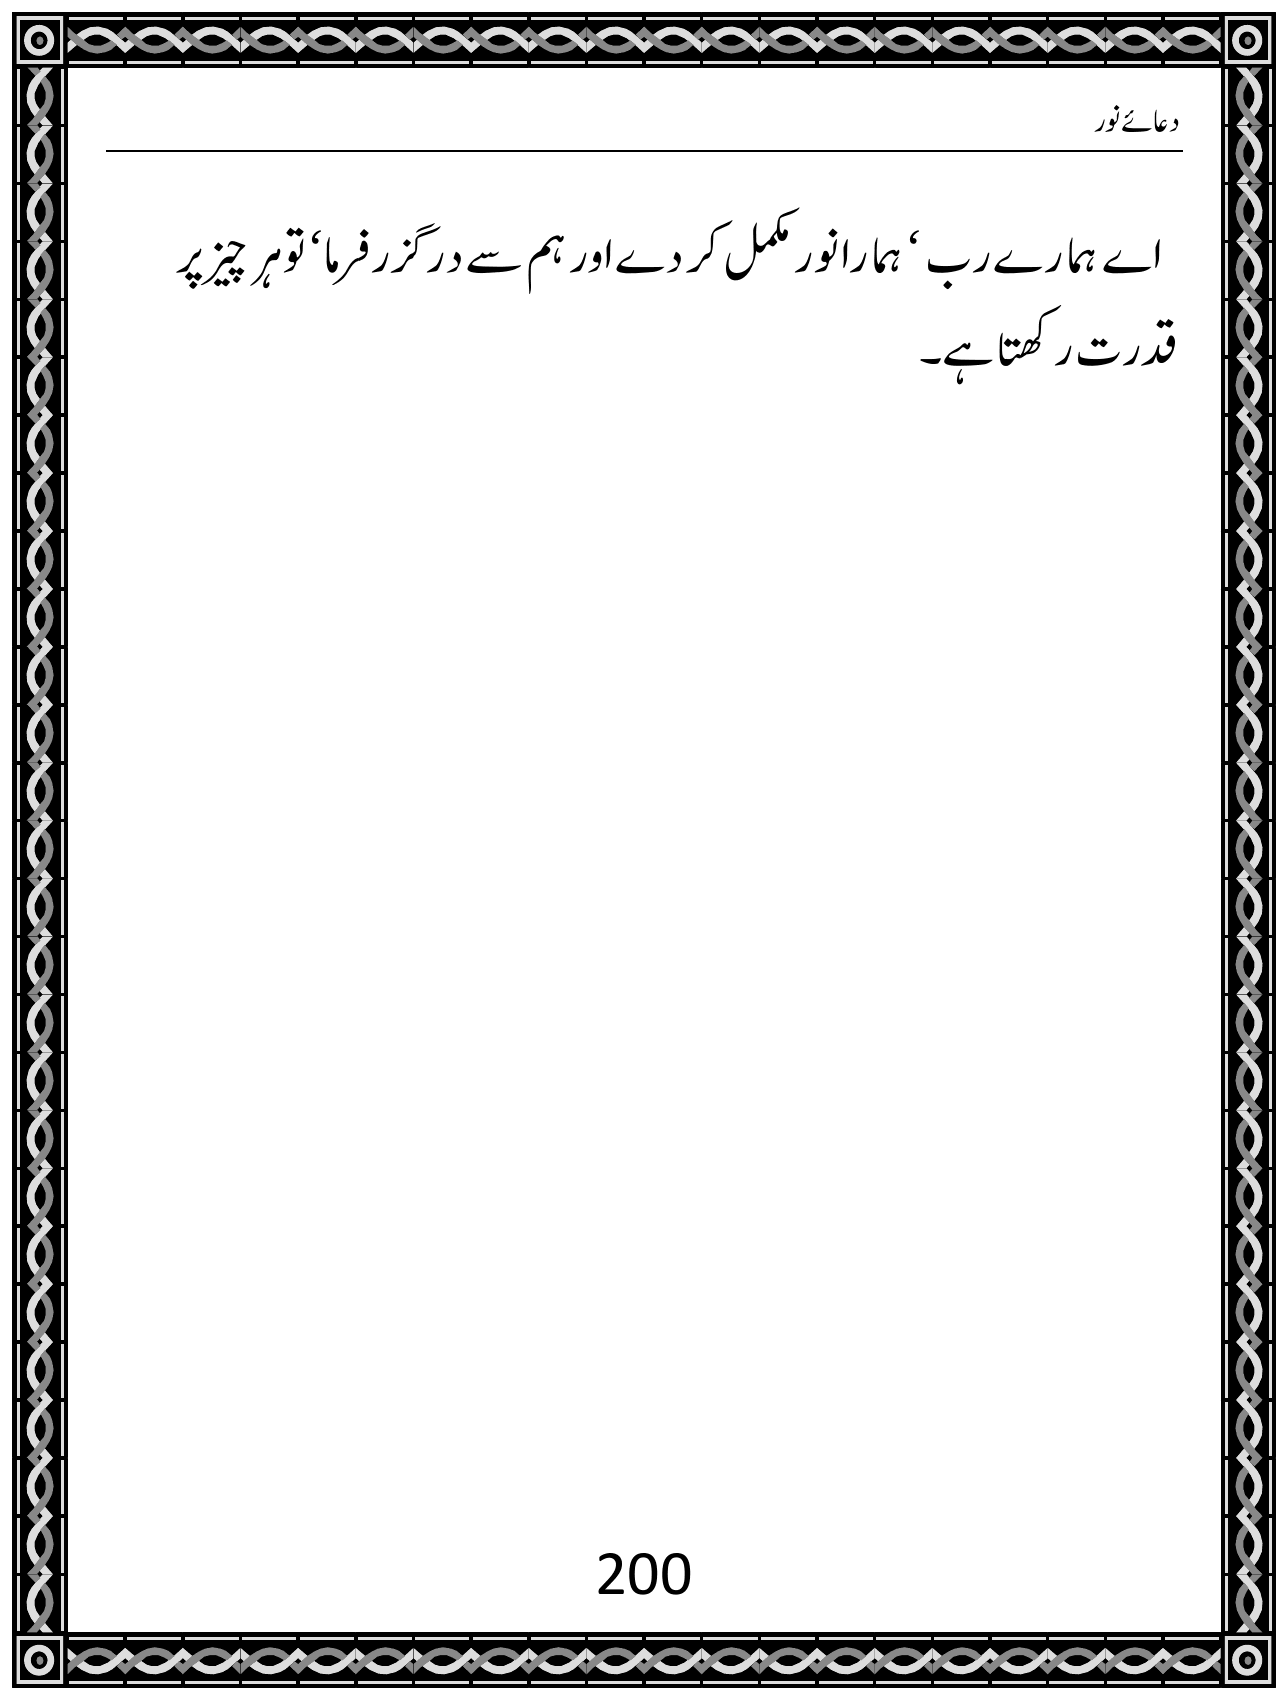 دعائے نور
اے ہمارے رب‘ ہمارا نور مکمل کر دے اور ہم سے درگزر فرما‘ تو ہر چیز پر
قدرت رکھتا ہے۔
200